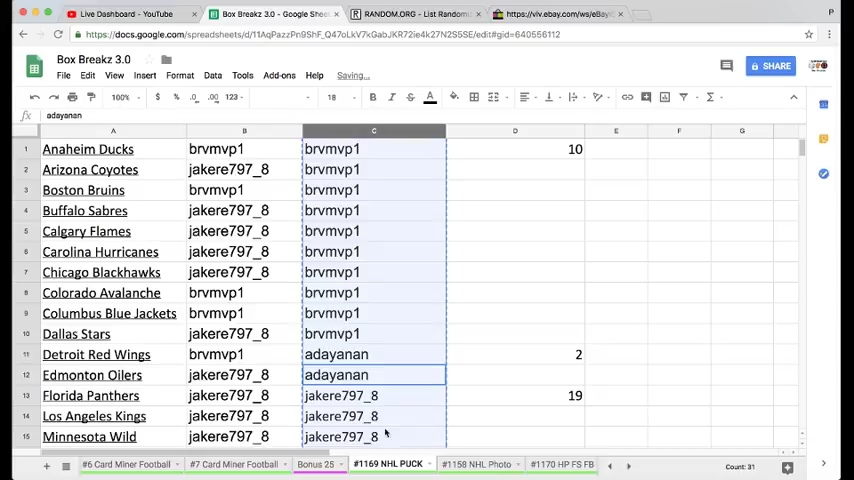 Live Dashboard - YouTube × Box Breakz 3.0 - Google Shee × RANDOM.ORG - List Random × https://viv.ebay.com/ws/eBayIS ×
https://docs.google.com/spreadsheets/d/11AqPazzPn9ShF_Q47oLkV7kGabJKR72ie4k27N2S5SE/edit#gid=640556112
Box Breakz 3.0
File Edit View Insert Format Data Tools Add-ons Help Saving...
SHARE
100% $ % .0 .00 123 18 B I S A
fx adayanan
A B C D E F G
1 Anaheim Ducks brvmvp1 brvmvp1 10
2 Arizona Coyotes jakere797_8 brvmvp1
3 Boston Bruins brvmvp1 brvmvp1
4 Buffalo Sabres jakere797_8 brvmvp1
5 Calgary Flames jakere797_8 brvmvp1
6 Carolina Hurricanes jakere797_8 brvmvp1
7 Chicago Blackhawks jakere797_8 brvmvp1
8 Colorado Avalanche brvmvp1 brvmvp1
9 Columbus Blue Jackets brvmvp1 brvmvp1
10 Dallas Stars jakere797_8 brvmvp1
11 Detroit Red Wings brvmvp1 adayanan 2
12 Edmonton Oilers jakere797_8 adayanan
13 Florida Panthers jakere797_8 jakere797_8 19
14 Los Angeles Kings jakere797_8 jakere797_8
15 Minnesota Wild jakere797_8 jakere797_8
#6 Card Miner Football #7 Card Miner Football Bonus 25 #1169 NHL PUCK #1158 NHL Photo #1170 HP FS FB Count: 31